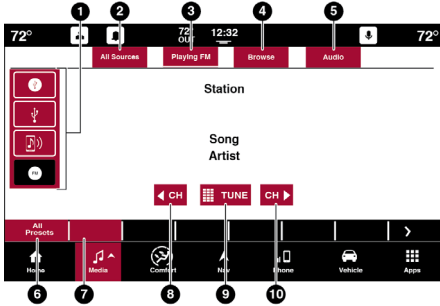 1 2 3 4 5
72° 72° OUT 12:32 72°
All Sources Playing FM Browse Audio
Station
FM
Song
Artist
CH TUNE CH
All Presets
Home Media Comfort Nav Phone Vehicle Apps
6 7 8 9 10